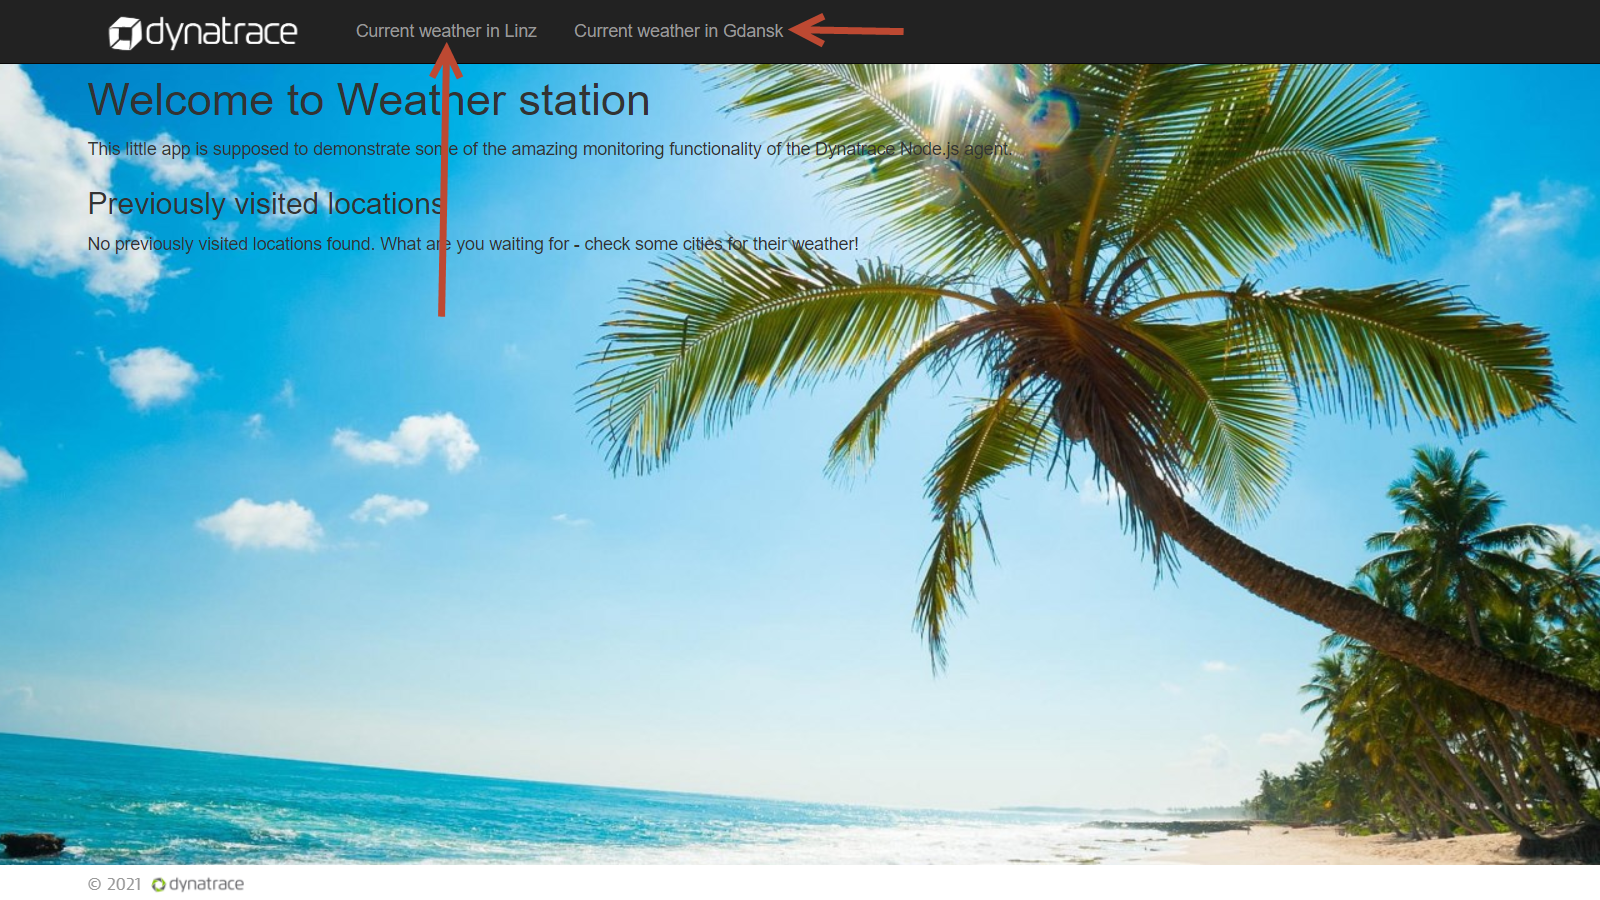 dynatrace Current weather in Linz Current weather in Gdansk
Welcome to Weather station
This little app is supposed to demonstrate some of the amazing monitoring functionality of the Dynatrace Node.js agent.
Previously visited locations
No previously visited locations found. What are you waiting for - check some cities for their weather!
© 2021 dynatrace